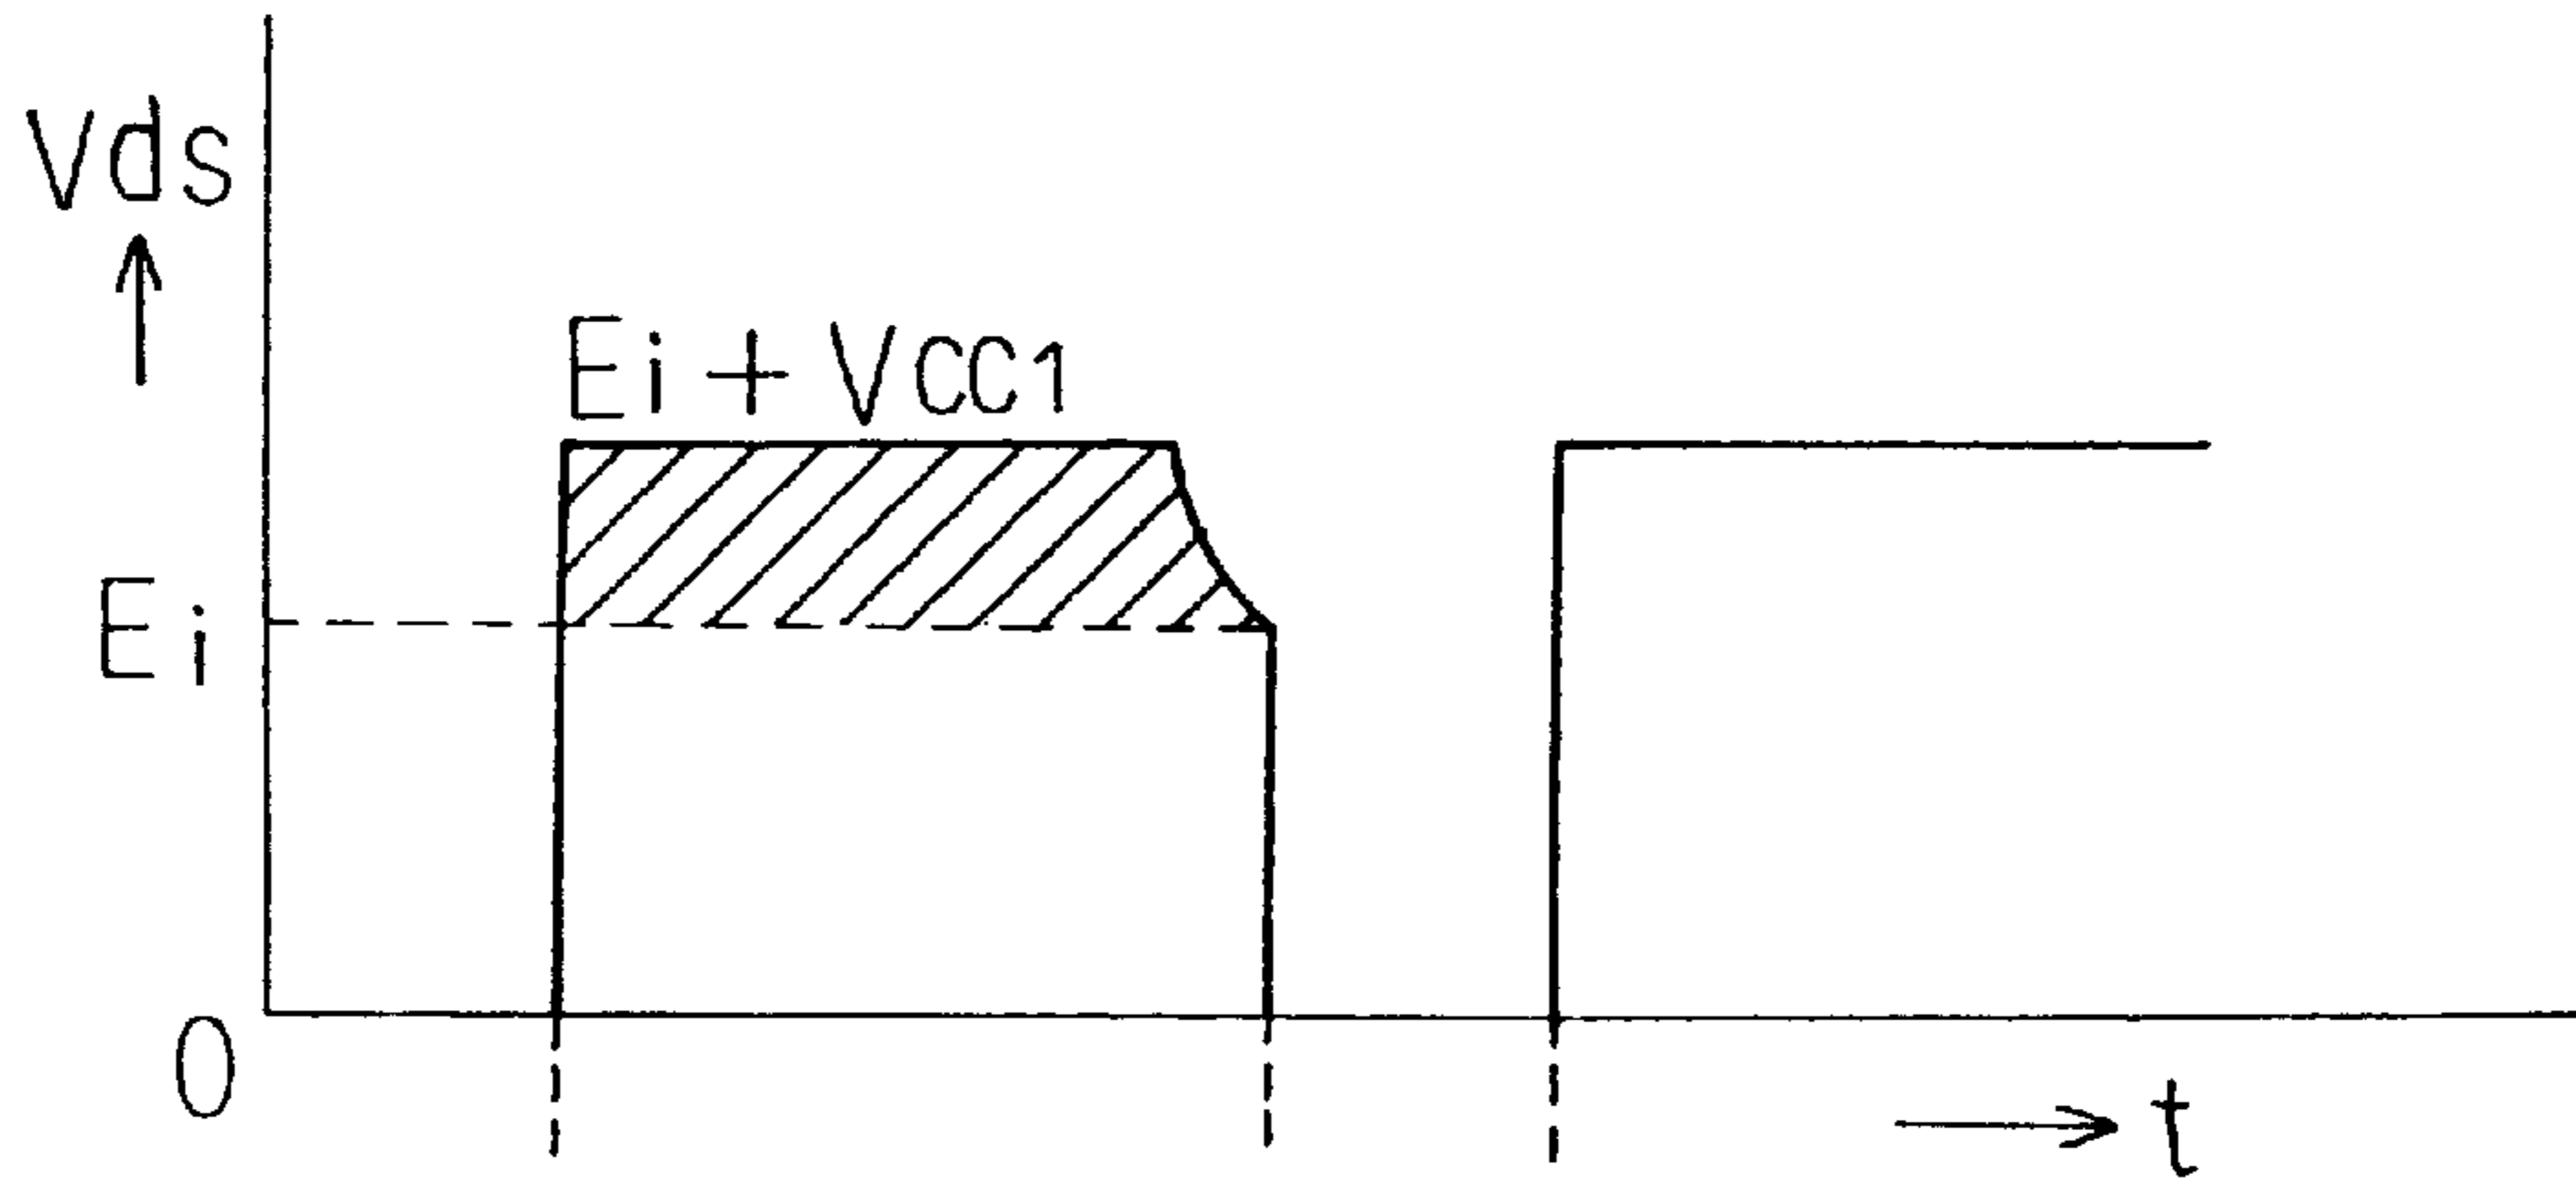 Vds
Ei + VCC1
Ei
0
t